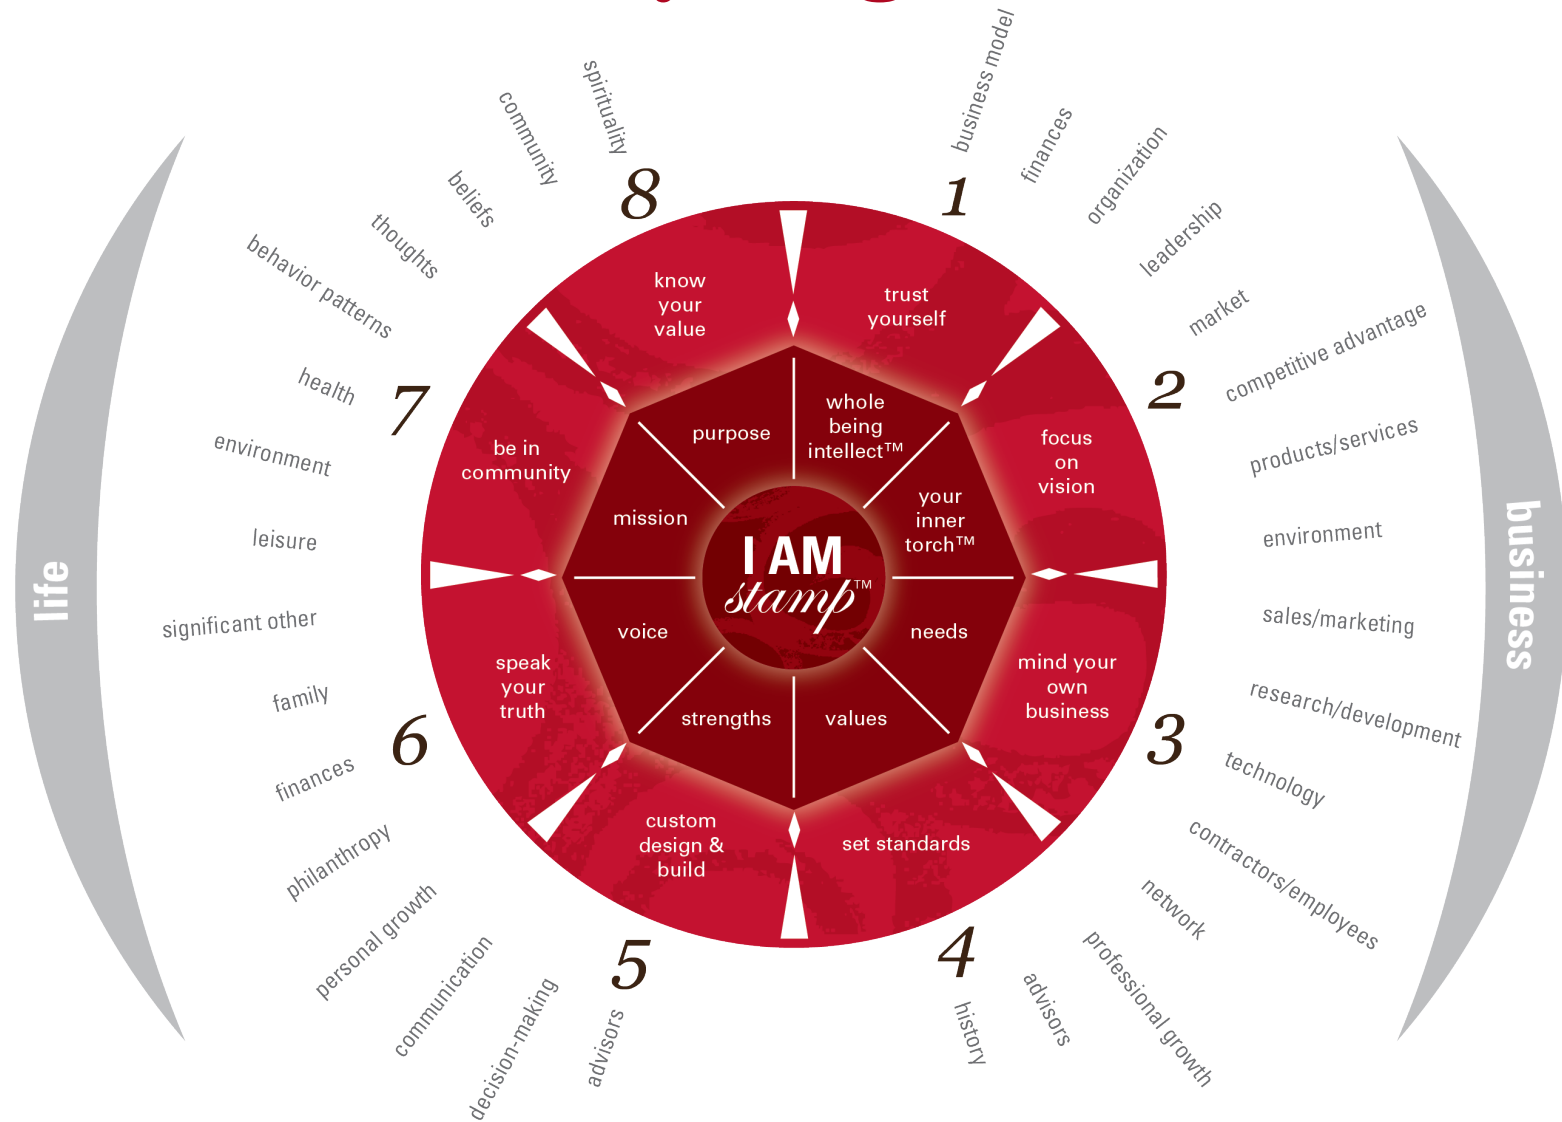 life
business
1
2
3
4
5
6
7
8
business model
finances
organization
leadership
market
competitive advantage
products/services
environment
sales/marketing
research/development
technology
contractors/employees
network
professional growth
advisors
history
advisors
decision-making
communication
personal growth
philanthropy
finances
family
significant other
leisure
environment
health
behavior patterns
thoughts
beliefs
community
spirituality
trust
yourself
focus
on
vision
mind your
own
business
set standards
custom
design &
build
speak
your
truth
be in
community
know
your
value
whole
being
intellect™
your
inner
torch™
needs
values
strengths
voice
mission
purpose
I AM
stamp™